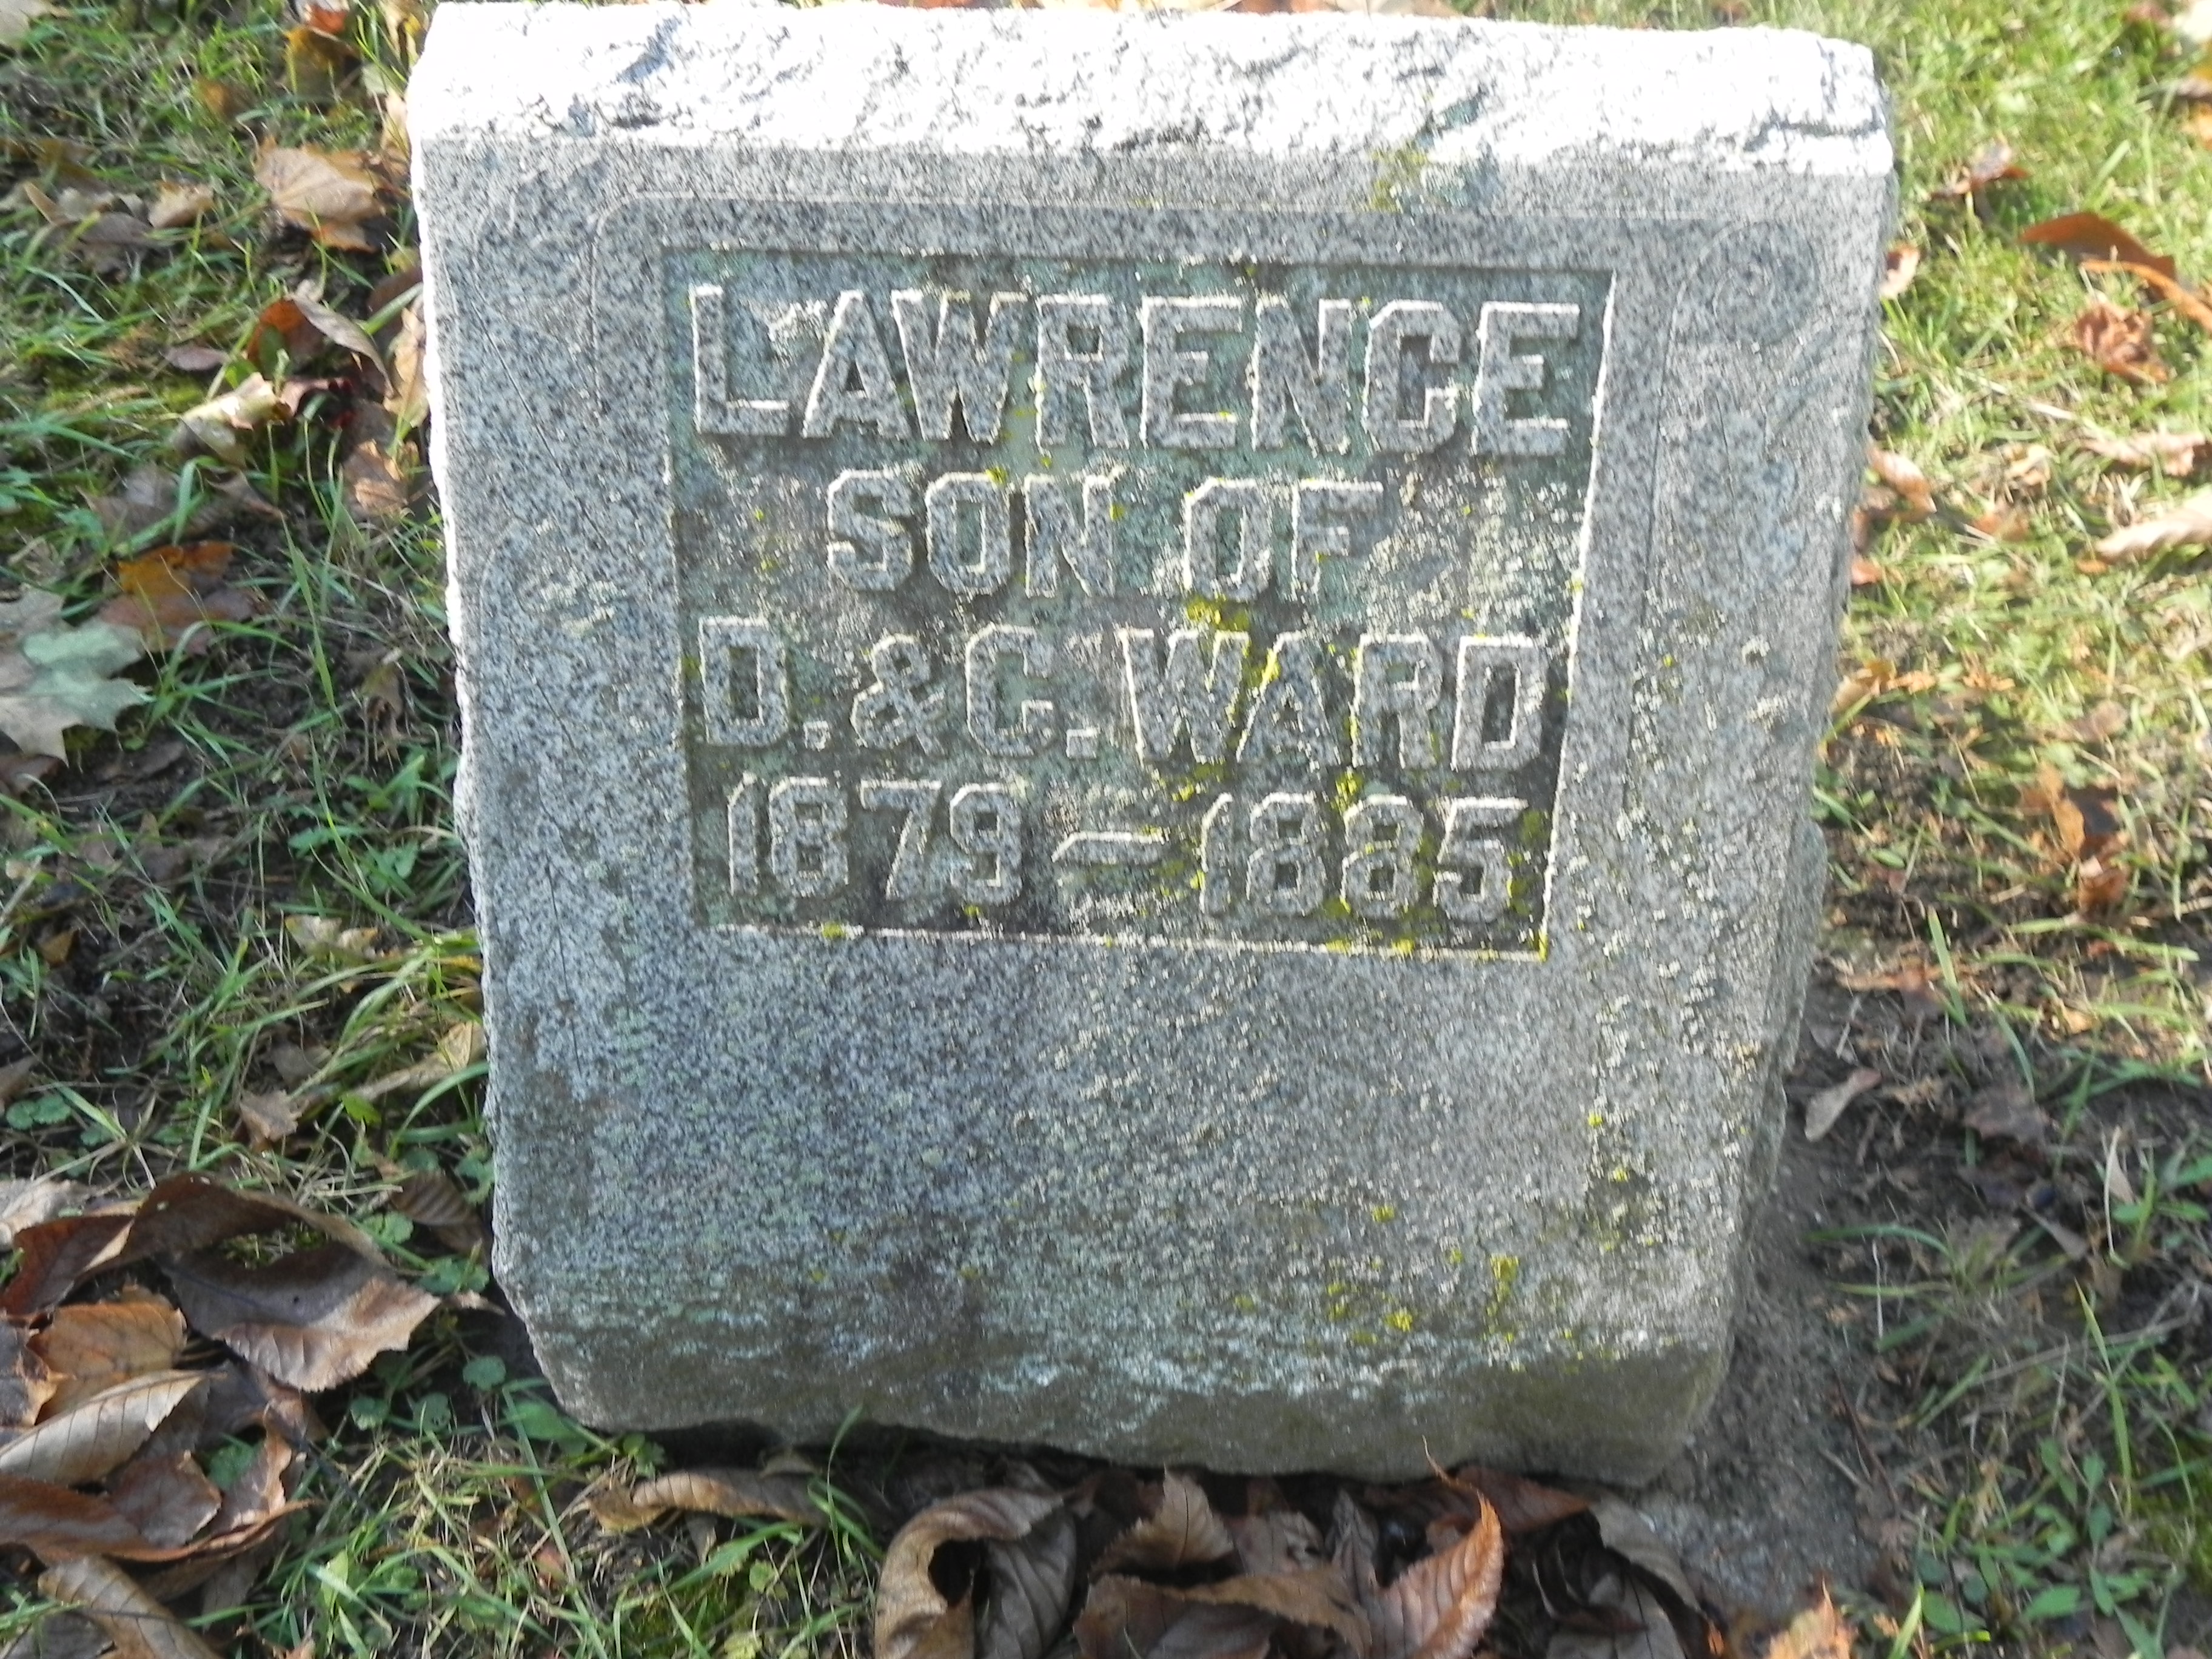 LAWRENCE
SON OF
D. & C. WARD
1879 — 1885